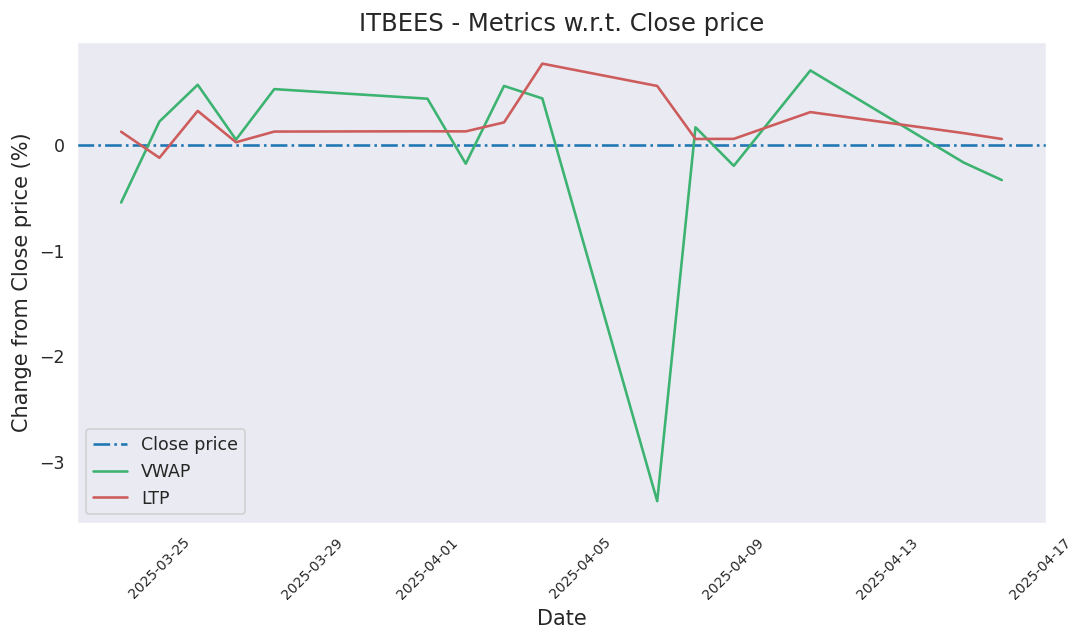 ITBEES - Metrics w.r.t. Close price
Change from Close price (%)
0
−1
−2
−3
Close price
VWAP
LTP
2025-03-25
2025-03-29
2025-04-01
2025-04-05
2025-04-09
2025-04-13
2025-04-17
Date